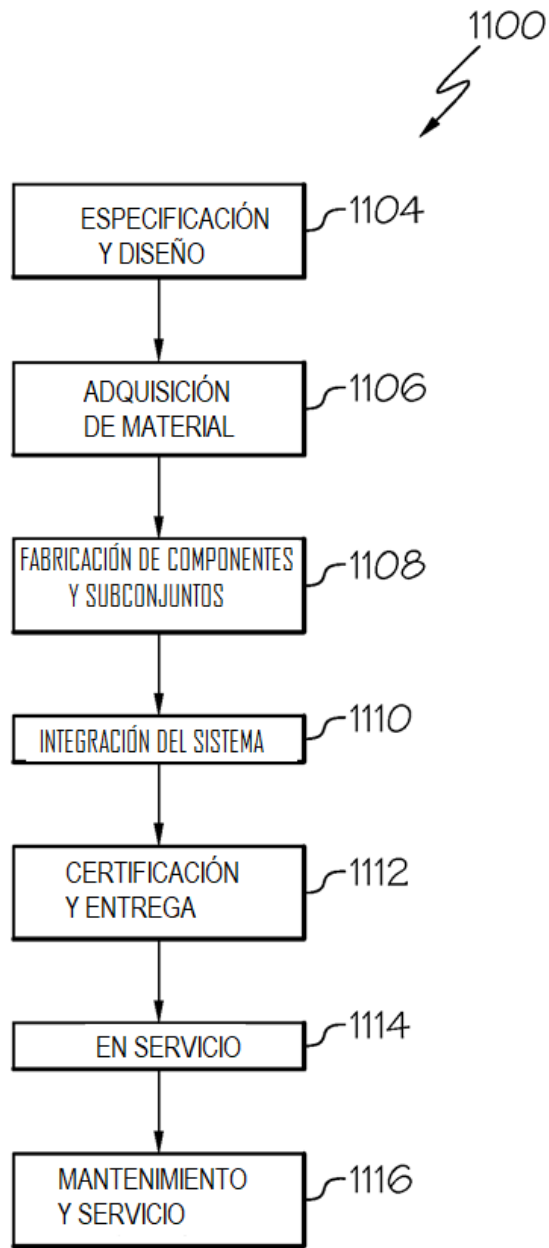 1100
ESPECIFICACIÓN
Y DISEÑO
1104
ADQUISICIÓN
DE MATERIAL
1106
FABRICACIÓN DE COMPONENTES
Y SUBCONJUNTOS
1108
INTEGRACIÓN DEL SISTEMA
1110
CERTIFICACIÓN
Y ENTREGA
1112
EN SERVICIO
1114
MANTENIMIENTO
Y SERVICIO
1116